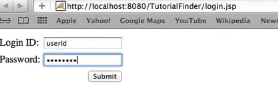 http://localhost:8080/TutorialFinder/login.jsp
Apple Yahoo! Google Maps YouTube Wikipedia News
Login ID: userId
Password: ••••••••
Submit